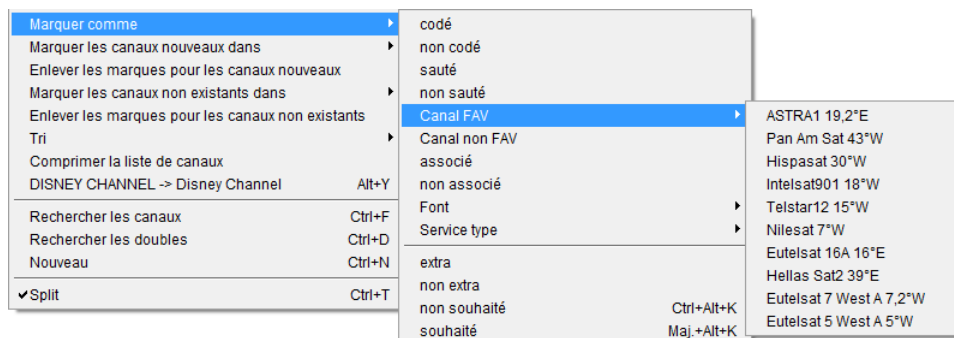 Marquer comme
Marquer les canaux nouveaux dans
Enlever les marques pour les canaux nouveaux
Marquer les canaux non existants dans
Enlever les marques pour les canaux non existants
Tri
Comprimer la liste de canaux
DISNEY CHANNEL -> Disney Channel Alt+Y
Rechercher les canaux Ctrl+F
Rechercher les doubles Ctrl+D
Nouveau Ctrl+N
Split Ctrl+T
codé
non codé
sauté
non sauté
Canal FAV
Canal non FAV
associé
non associé
Font
Service type
extra
non extra
non souhaité Ctrl+Alt+K
souhaité Maj.+Alt+K
ASTRA1 19,2°E
Pan Am Sat 43°W
Hispasat 30°W
Intelsat901 18°W
Telstar12 15°W
Nilesat 7°W
Eutelsat 16A 16°E
Hellas Sat2 39°E
Eutelsat 7 West A 7,2°W
Eutelsat 5 West A 5°W